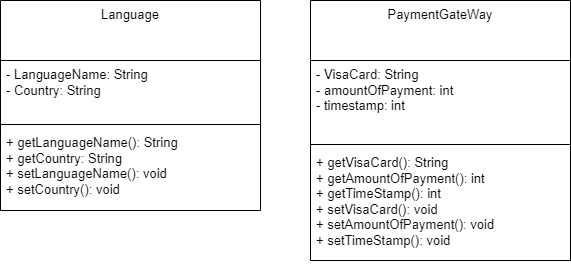 Language
- LanguageName: String
- Country: String
+ getLanguageName(): String
+ getCountry: String
+ setLanguageName(): void
+ setCountry(): void
PaymentGateWay
- VisaCard: String
- amountOfPayment: int
- timestamp: int
+ getVisaCard(): String
+ getAmountOfPayment(): int
+ getTimeStamp(): int
+ setVisaCard(): void
+ setAmountOfPayment(): void
+ setTimeStamp(): void